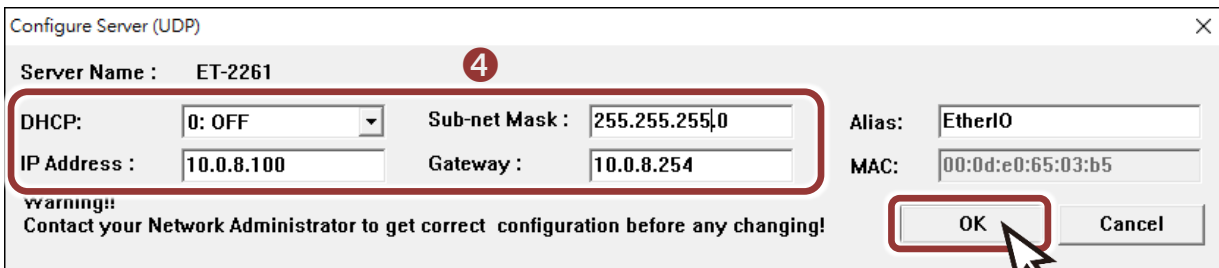 Configure Server (UDP)
Server Name : ET-2261
4
DHCP: 0: OFF Sub-net Mask : 255.255.255.0 Alias: EtherIO
IP Address : 10.0.8.100 Gateway : 10.0.8.254 MAC: 00:0d:e0:65:03:b5
Warning!!
Contact your Network Administrator to get correct configuration before any changing!
OK Cancel